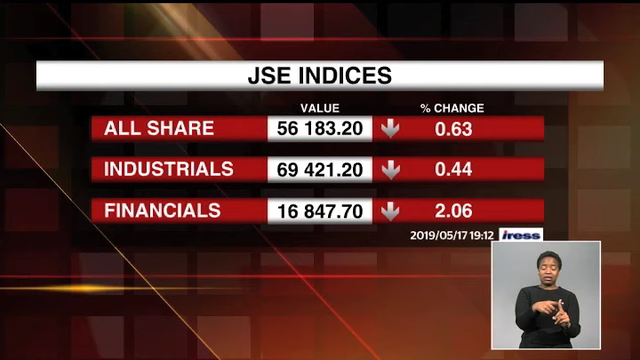 JSE INDICES
VALUE % CHANGE
ALL SHARE 56 183.20 0.63
INDUSTRIALS 69 421.20 0.44
FINANCIALS 16 847.70 2.06
2019/05/17 19:12 iress